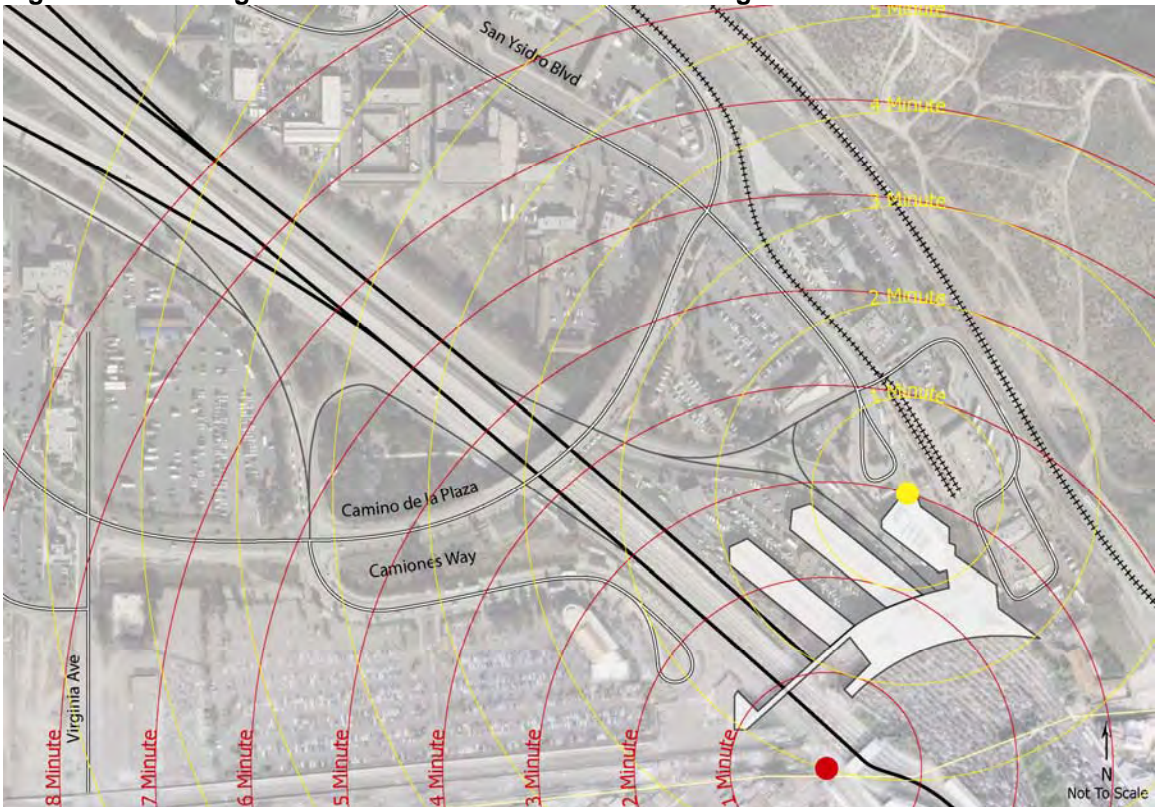 San Ysidro Blvd
5 Minute
4 Minute
3 Minute
2 Minute
1 Minute
Camino de la Plaza
Camiones Way
Virginia Ave
8 Minute
7 Minute
6 Minute
5 Minute
4 Minute
3 Minute
2 Minute
1 Minute
N
Not To Scale